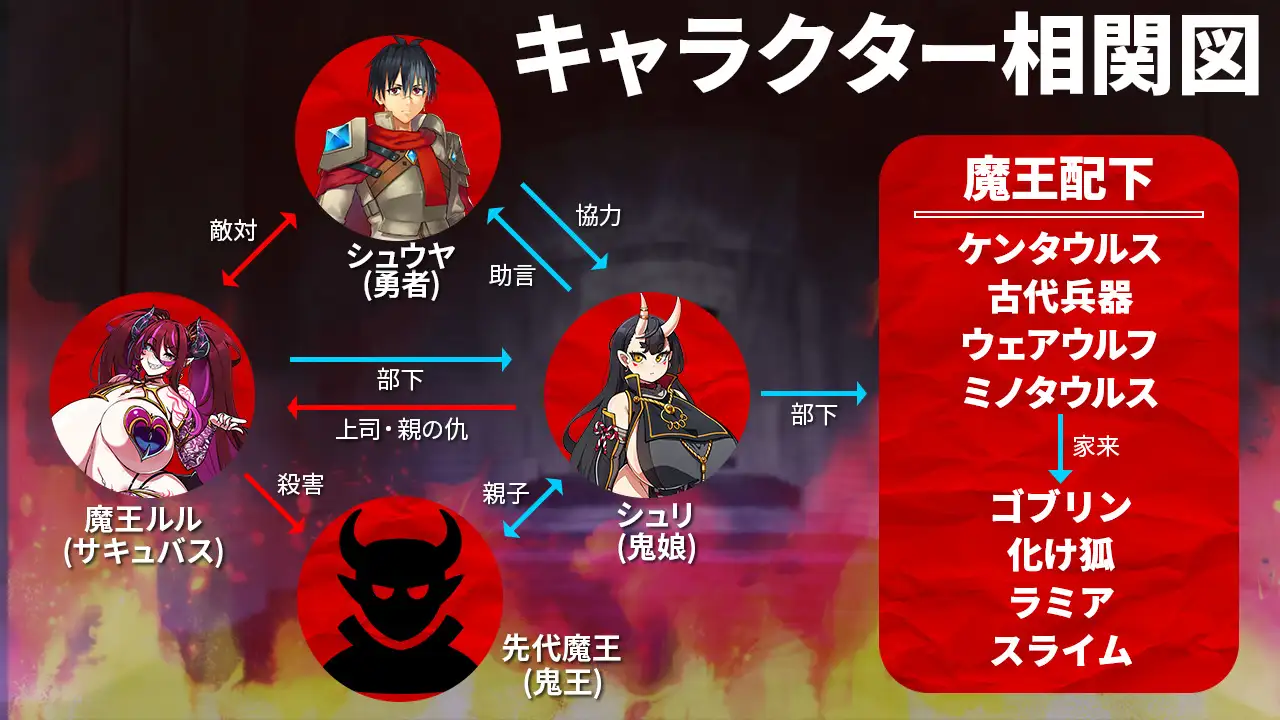 キャラクター相関図
シュウヤ
(勇者)
敵対
協力
助言
魔王ルル
(サキュバス)
部下
上司・親の仇
シュリ
(鬼娘)
殺害
親子
先代魔王
(鬼王)
部下
魔王配下
ケンタウルス
古代兵器
ウェアウルフ
ミノタウルス
家来
ゴブリン
化け狐
ラミア
スライム